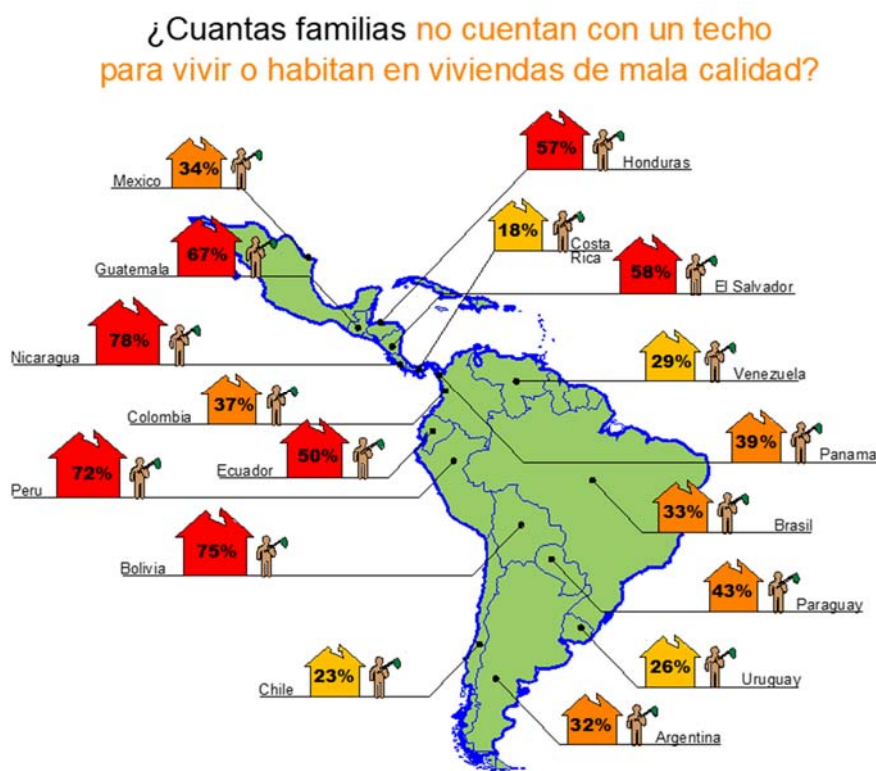 ¿Cuantas familias no cuentan con un techo
para vivir o habitan en viviendas de mala calidad?
34%
Mexico
57%
Honduras
67%
Guatemala
18%
Costa
Rica
58%
El Salvador
78%
Nicaragua
29%
Venezuela
37%
Colombia
39%
Panama
72%
Peru
50%
Ecuador
33%
Brasil
75%
Bolivia
43%
Paraguay
23%
Chile
26%
Uruguay
32%
Argentina